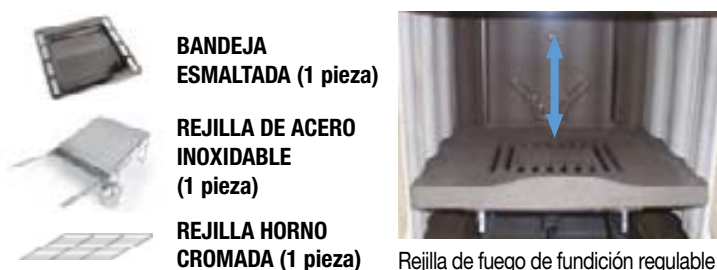 BANDEJA
ESMALTADA (1 pieza)
REJILLA DE ACERO
INOXIDABLE
(1 pieza)
REJILLA HORNO
CROMADA (1 pieza)
Rejilla de fuego de fundición regulable